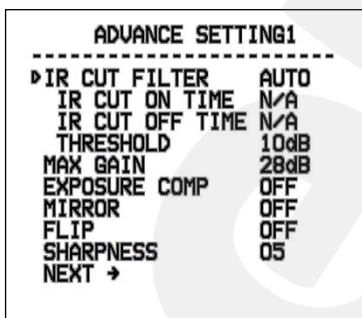 ADVANCE SETTING1
--------------------------
▶IR CUT FILTER AUTO
IR CUT ON TIME N/A
IR CUT OFF TIME N/A
THRESHOLD 10dB
MAX GAIN 28dB
EXPOSURE COMP OFF
MIRROR OFF
FLIP OFF
SHARPNESS 05
NEXT →